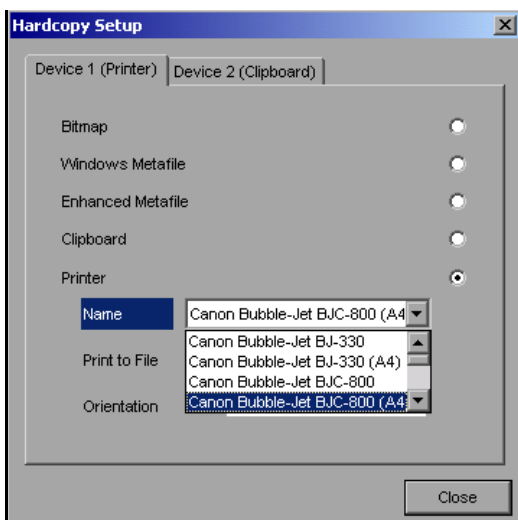 Hardcopy Setup
Device 1 (Printer) Device 2 (Clipboard)
Bitmap
Windows Metafile
Enhanced Metafile
Clipboard
Printer
Name Canon Bubble-Jet BJC-800 (A4
Canon Bubble-Jet BJ-330
Print to File Canon Bubble-Jet BJ-330 (A4)
Canon Bubble-Jet BJC-800
Orientation Canon Bubble-Jet BJC-800 (A4
Close